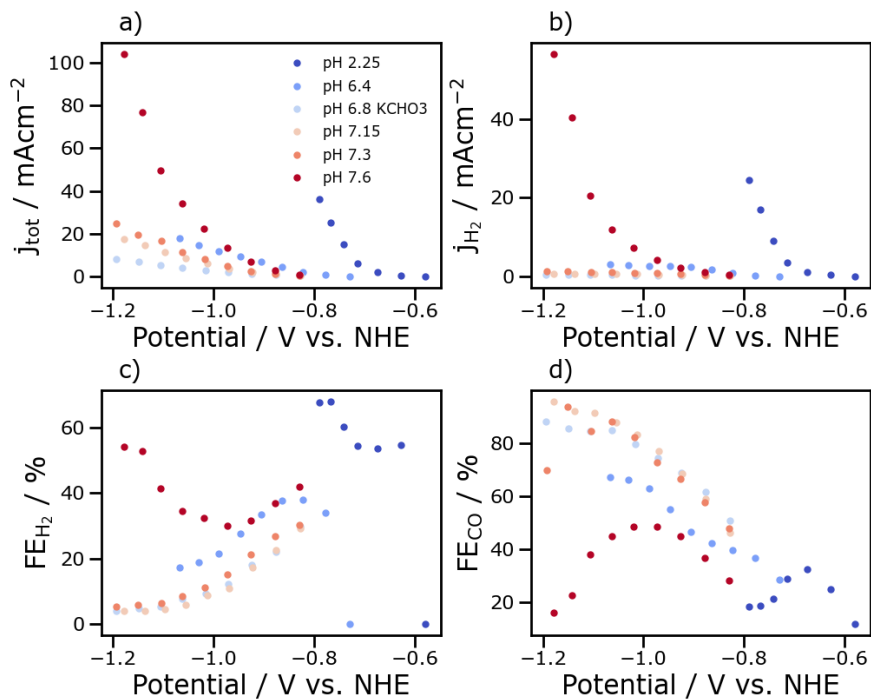 a)
100
80
60
40
20
0
j_tot / mAcm⁻²
−1.2 −1.0 −0.8 −0.6
Potential / V vs. NHE
pH 2.25
pH 6.4
pH 6.8 KCHO3
pH 7.15
pH 7.3
pH 7.6
b)
40
20
0
j_H₂ / mAcm⁻²
−1.2 −1.0 −0.8 −0.6
Potential / V vs. NHE
c)
60
40
20
0
FE_H₂ / %
−1.2 −1.0 −0.8 −0.6
Potential / V vs. NHE
d)
80
60
40
20
FE_CO / %
−1.2 −1.0 −0.8 −0.6
Potential / V vs. NHE